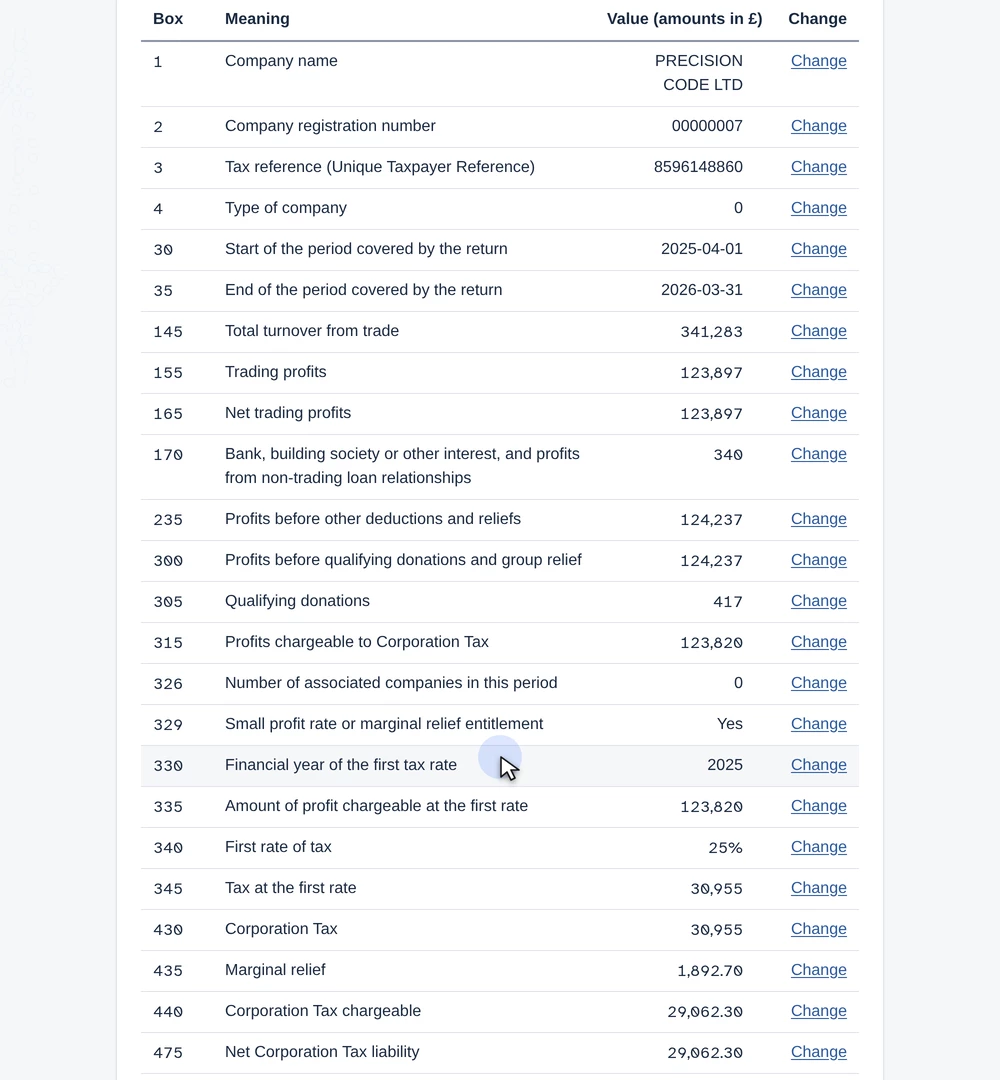 Box Meaning Value (amounts in £) Change
1 Company name PRECISION CODE LTD Change
2 Company registration number 00000007 Change
3 Tax reference (Unique Taxpayer Reference) 8596148860 Change
4 Type of company 0 Change
30 Start of the period covered by the return 2025-04-01 Change
35 End of the period covered by the return 2026-03-31 Change
145 Total turnover from trade 341,283 Change
155 Trading profits 123,897 Change
165 Net trading profits 123,897 Change
170 Bank, building society or other interest, and profits 340 Change
from non-trading loan relationships
235 Profits before other deductions and reliefs 124,237 Change
300 Profits before qualifying donations and group relief 124,237 Change
305 Qualifying donations 417 Change
315 Profits chargeable to Corporation Tax 123,820 Change
326 Number of associated companies in this period 0 Change
329 Small profit rate or marginal relief entitlement Yes Change
330 Financial year of the first tax rate 2025 Change
335 Amount of profit chargeable at the first rate 123,820 Change
340 First rate of tax 25% Change
345 Tax at the first rate 30,955 Change
430 Corporation Tax 30,955 Change
435 Marginal relief 1,892.70 Change
440 Corporation Tax chargeable 29,062.30 Change
475 Net Corporation Tax liability 29,062.30 Change